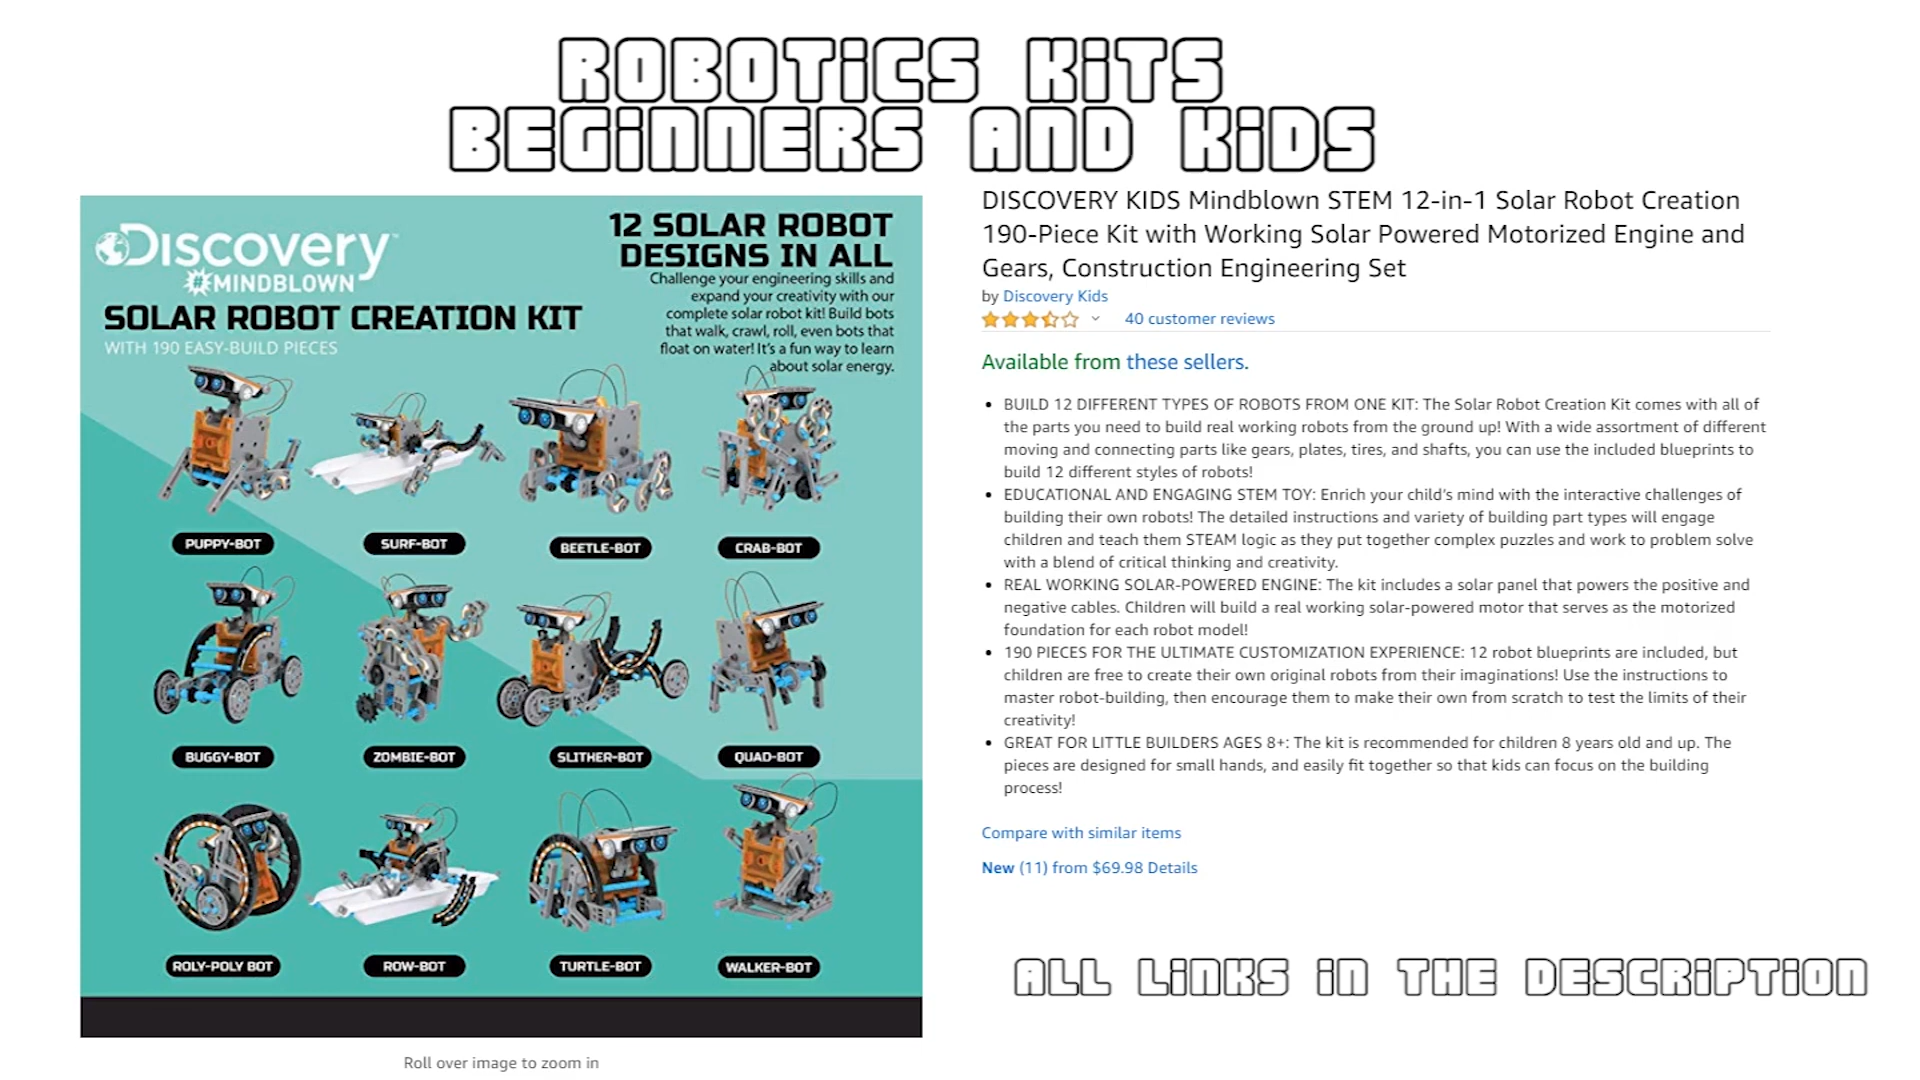 ROBOTICS KITS
BEGINNERS AND KIDS
Discovery™
#MINDBLOWN
SOLAR ROBOT CREATION KIT
WITH 190 EASY-BUILD PIECES
12 SOLAR ROBOT
DESIGNS IN ALL
Challenge your engineering skills and
expand your creativity with our
complete solar robot kit! Build bots
that walk, crawl, roll, even bots that
float on water! It's a fun way to learn
about solar energy.
PUPPY-BOT
SURF-BOT
BEETLE-BOT
CRAB-BOT
BUGGY-BOT
ZOMBIE-BOT
SLITHER-BOT
QUAD-BOT
ROLY-POLY BOT
ROW-BOT
TURTLE-BOT
WALKER-BOT
Roll over image to zoom in
DISCOVERY KIDS Mindblown STEM 12-in-1 Solar Robot Creation
190-Piece Kit with Working Solar Powered Motorized Engine and
Gears, Construction Engineering Set
by Discovery Kids
40 customer reviews
Available from these sellers.
• BUILD 12 DIFFERENT TYPES OF ROBOTS FROM ONE KIT: The Solar Robot Creation Kit comes with all of
the parts you need to build real working robots from the ground up! With a wide assortment of different
moving and connecting parts like gears, plates, tires, and shafts, you can use the included blueprints to
build 12 different styles of robots!
• EDUCATIONAL AND ENGAGING STEM TOY: Enrich your child's mind with the interactive challenges of
building their own robots! The detailed instructions and variety of building part types will engage
children and teach them STEAM logic as they put together complex puzzles and work to problem solve
with a blend of critical thinking and creativity.
• REAL WORKING SOLAR-POWERED ENGINE: The kit includes a solar panel that powers the positive and
negative cables. Children will build a real working solar-powered motor that serves as the motorized
foundation for each robot model!
• 190 PIECES FOR THE ULTIMATE CUSTOMIZATION EXPERIENCE: 12 robot blueprints are included, but
children are free to create their own original robots from their imaginations! Use the instructions to
master robot-building, then encourage them to make their own from scratch to test the limits of their
creativity!
• GREAT FOR LITTLE BUILDERS AGES 8+: The kit is recommended for children 8 years old and up. The
pieces are designed for small hands, and easily fit together so that kids can focus on the building
process!
Compare with similar items
New (11) from $69.98 Details
ALL LINKS IN THE DESCRIPTION